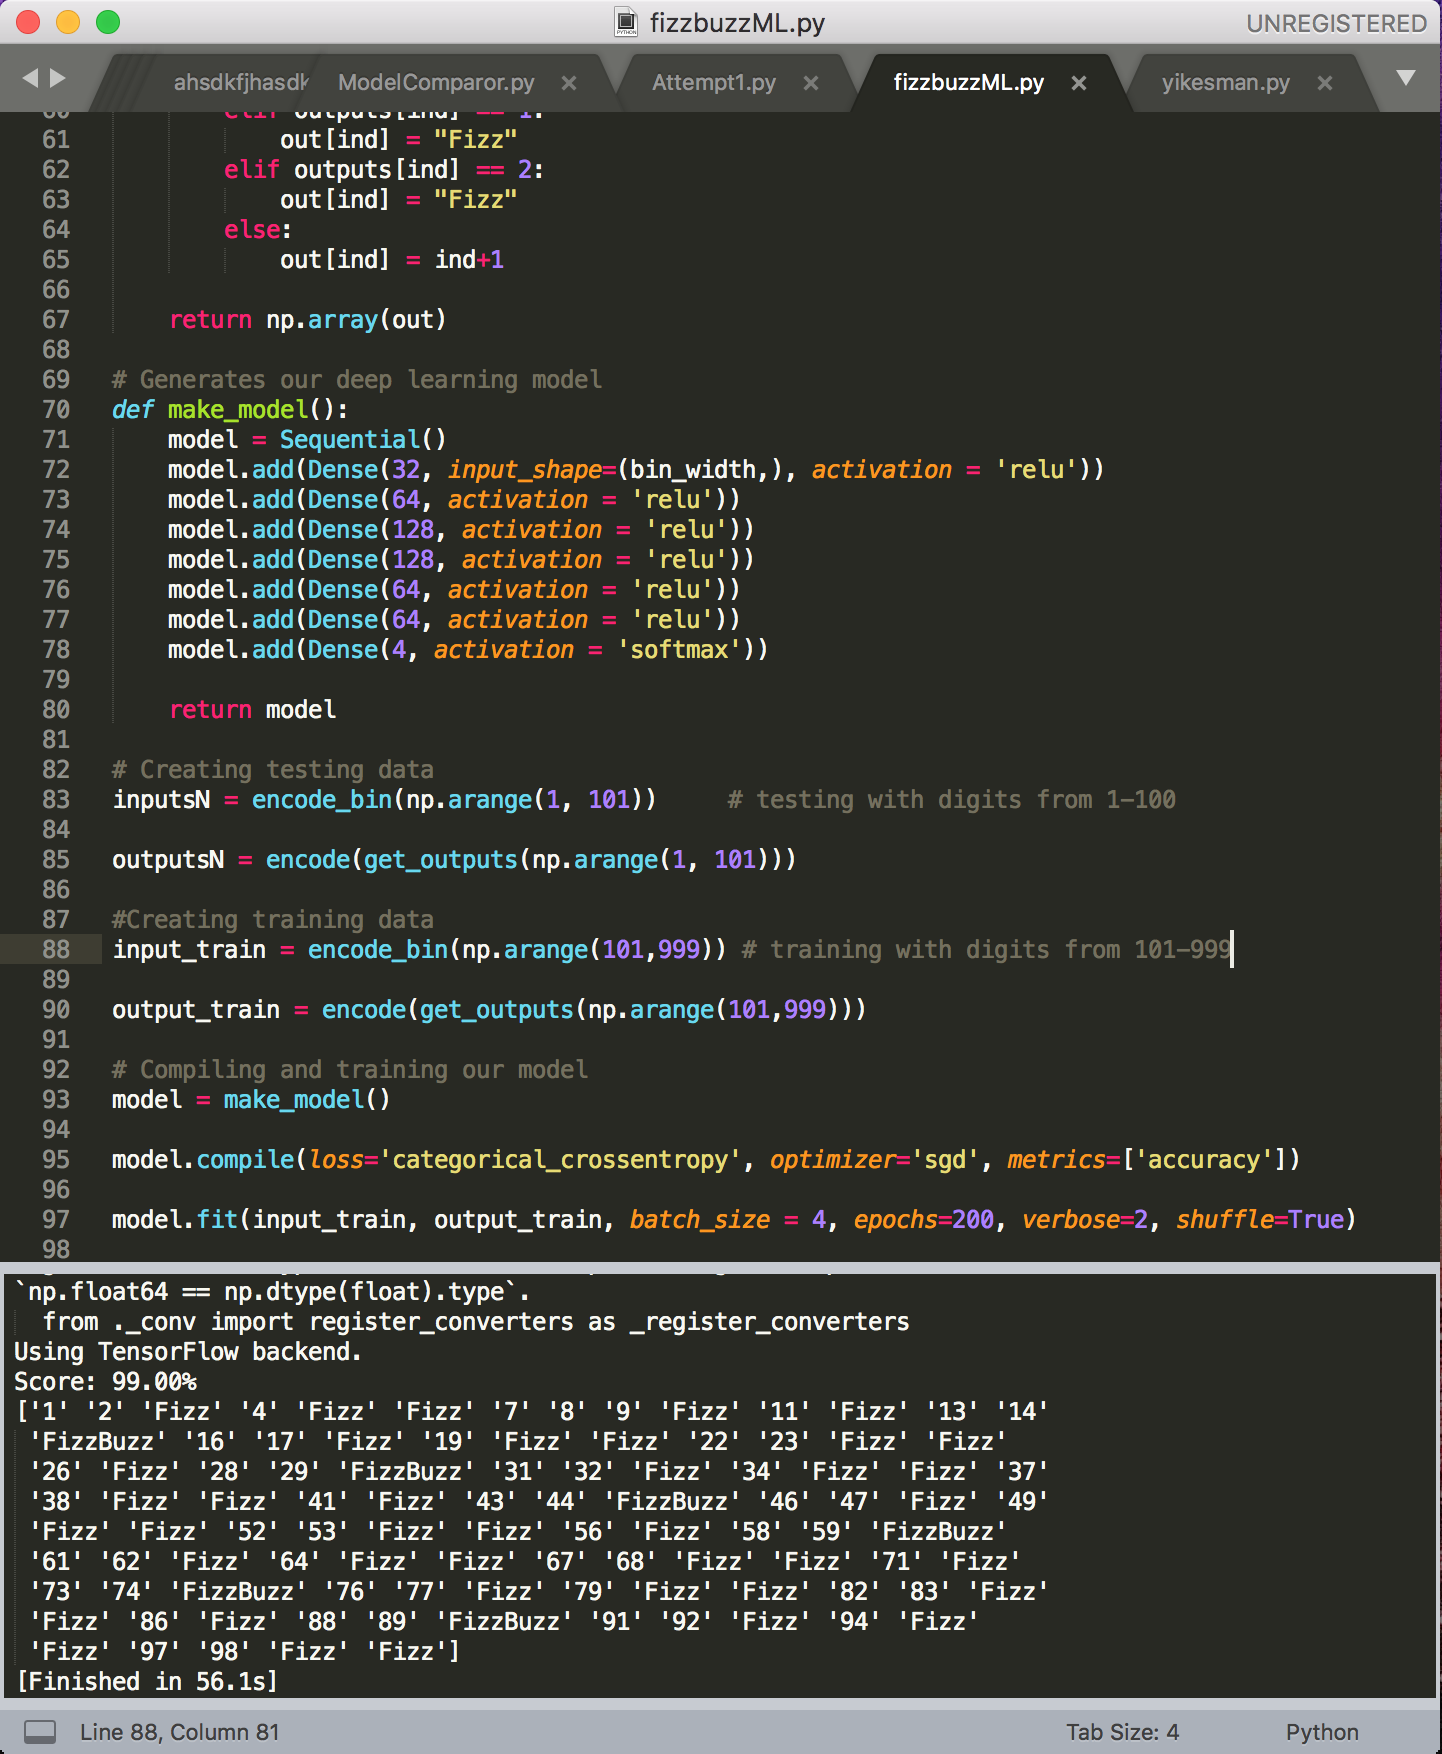 fizzbuzzML.py
UNREGISTERED
ahsdkfjhasdk ModelComparor.py × Attempt1.py × fizzbuzzML.py × yikesman.py ×
60 elif outputs[ind] == 1:
61 out[ind] = "Fizz"
62 elif outputs[ind] == 2:
63 out[ind] = "Fizz"
64 else:
65 out[ind] = ind+1
66
67 return np.array(out)
68
69 # Generates our deep learning model
70 def make_model():
71 model = Sequential()
72 model.add(Dense(32, input_shape=(bin_width,), activation = 'relu'))
73 model.add(Dense(64, activation = 'relu'))
74 model.add(Dense(128, activation = 'relu'))
75 model.add(Dense(128, activation = 'relu'))
76 model.add(Dense(64, activation = 'relu'))
77 model.add(Dense(64, activation = 'relu'))
78 model.add(Dense(4, activation = 'softmax'))
79
80 return model
81
82 # Creating testing data
83 inputsN = encode_bin(np.arange(1, 101)) # testing with digits from 1-100
84
85 outputsN = encode(get_outputs(np.arange(1, 101)))
86
87 #Creating training data
88 input_train = encode_bin(np.arange(101,999)) # training with digits from 101-999
89
90 output_train = encode(get_outputs(np.arange(101,999)))
91
92 # Compiling and training our model
93 model = make_model()
94
95 model.compile(loss='categorical_crossentropy', optimizer='sgd', metrics=['accuracy'])
96
97 model.fit(input_train, output_train, batch_size = 4, epochs=200, verbose=2, shuffle=True)
98
`np.float64 == np.dtype(float).type`.
from ._conv import register_converters as _register_converters
Using TensorFlow backend.
Score: 99.00%
['1' '2' 'Fizz' '4' 'Fizz' 'Fizz' '7' '8' '9' 'Fizz' '11' 'Fizz' '13' '14'
'FizzBuzz' '16' '17' 'Fizz' '19' 'Fizz' 'Fizz' '22' '23' 'Fizz' 'Fizz'
'26' 'Fizz' '28' '29' 'FizzBuzz' '31' '32' 'Fizz' '34' 'Fizz' 'Fizz' '37'
'38' 'Fizz' 'Fizz' '41' 'Fizz' '43' '44' 'FizzBuzz' '46' '47' 'Fizz' '49'
'Fizz' 'Fizz' '52' '53' 'Fizz' 'Fizz' '56' 'Fizz' '58' '59' 'FizzBuzz'
'61' '62' 'Fizz' '64' 'Fizz' 'Fizz' '67' '68' 'Fizz' 'Fizz' '71' 'Fizz'
'73' '74' 'FizzBuzz' '76' '77' 'Fizz' '79' 'Fizz' 'Fizz' '82' '83' 'Fizz'
'Fizz' '86' 'Fizz' '88' '89' 'FizzBuzz' '91' '92' 'Fizz' '94' 'Fizz'
'Fizz' '97' '98' 'Fizz' 'Fizz']
[Finished in 56.1s]
Line 88, Column 81
Tab Size: 4
Python